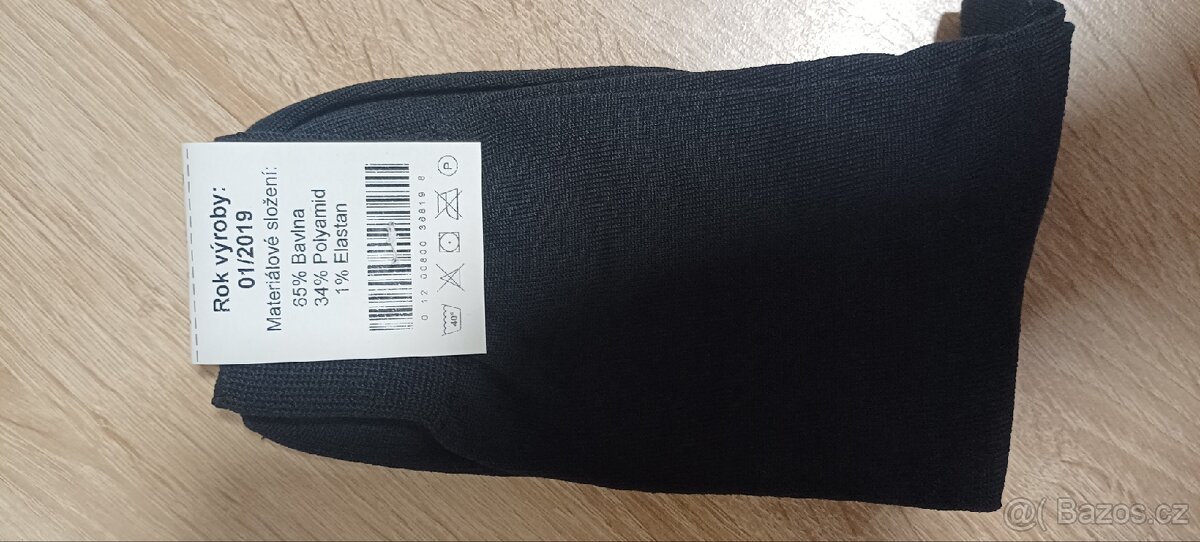 Rok výroby:
01/2019
Materiálové složení:
65% Bavlna
34% Polyamid
1% Elastan
0 12 00800 36819 8
40°
P
@( Bazos.cz